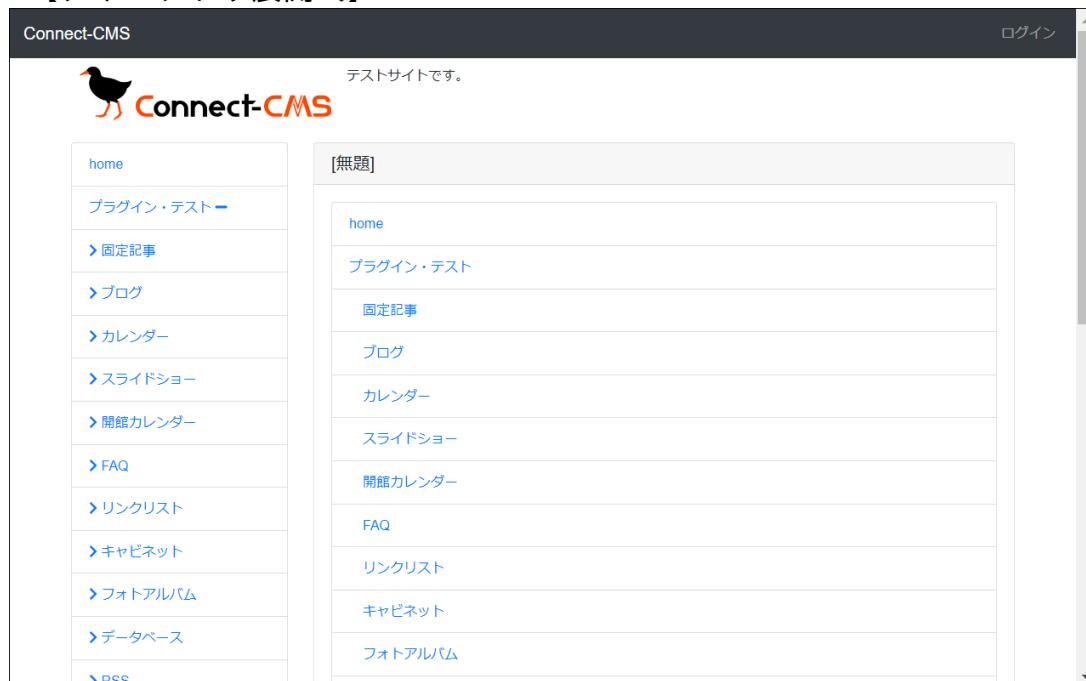 Connect-CMS
ログイン
Connect-CMS
テストサイトです。
home
プラグイン・テスト
固定記事
ブログ
カレンダー
スライドショー
開館カレンダー
FAQ
リンクリスト
キャビネット
フォトアルバム
データベース
RSS
[無題]
home
プラグイン・テスト
固定記事
ブログ
カレンダー
スライドショー
開館カレンダー
FAQ
リンクリスト
キャビネット
フォトアルバム